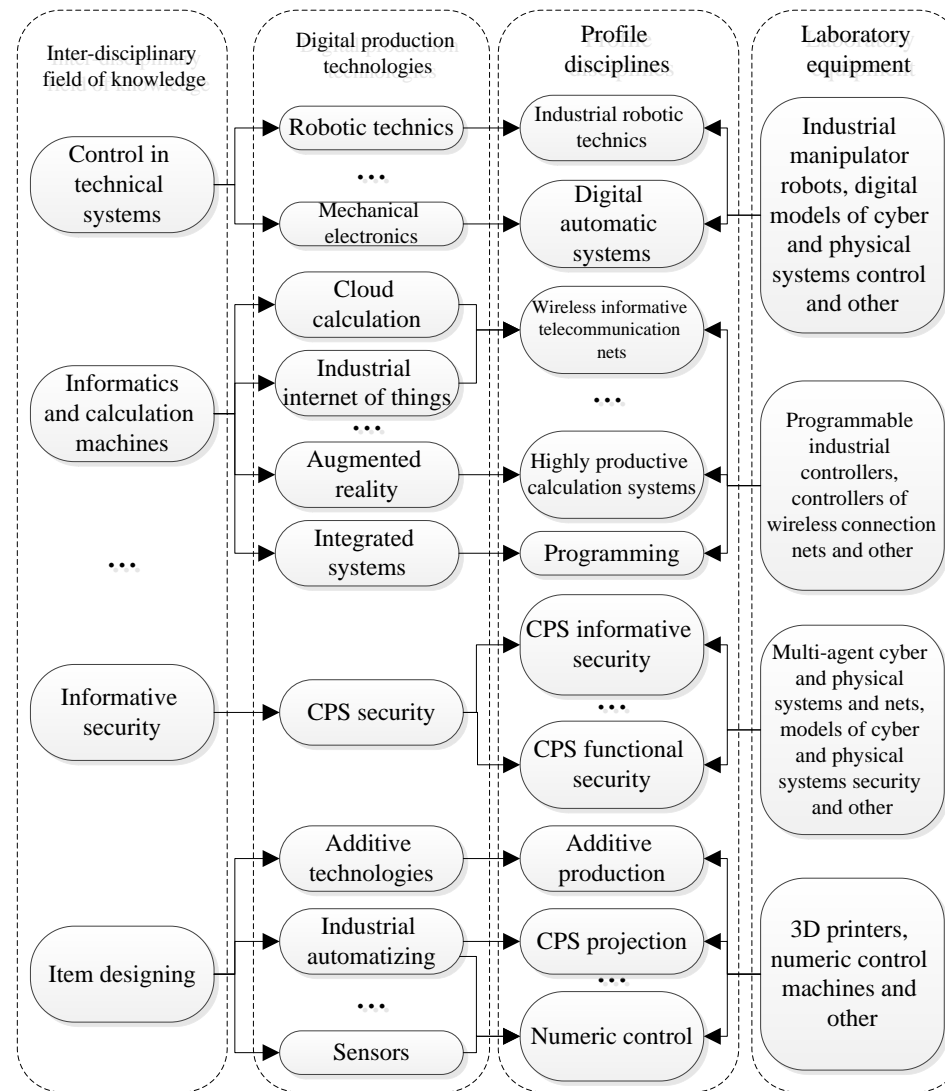 Inter-disciplinary
field of knowledge
Control in
technical
systems
Informatics
and calculation
machines
...
Informative
security
Item designing
Digital production
technologies
Robotic technics
...
Mechanical
electronics
Cloud
calculation
Industrial
internet of things
...
Augmented
reality
Integrated
systems
CPS security
Additive
technologies
Industrial
automatizing
...
Sensors
Profile
disciplines
Industrial robotic
technics
Digital
automatic
systems
Wireless informative
telecommunication
nets
...
Highly productive
calculation systems
Programming
CPS informative
security
...
CPS functional
security
Additive
production
CPS projection
...
Numeric control
Laboratory
equipment
Industrial
manipulator
robots, digital
models of cyber
and physical
systems control
and other
Programmable
industrial
controllers,
controllers of
wireless connection
nets and other
Multi-agent cyber
and physical
systems and nets,
models of cyber
and physical
systems security
and other
3D printers,
numeric control
machines and
other